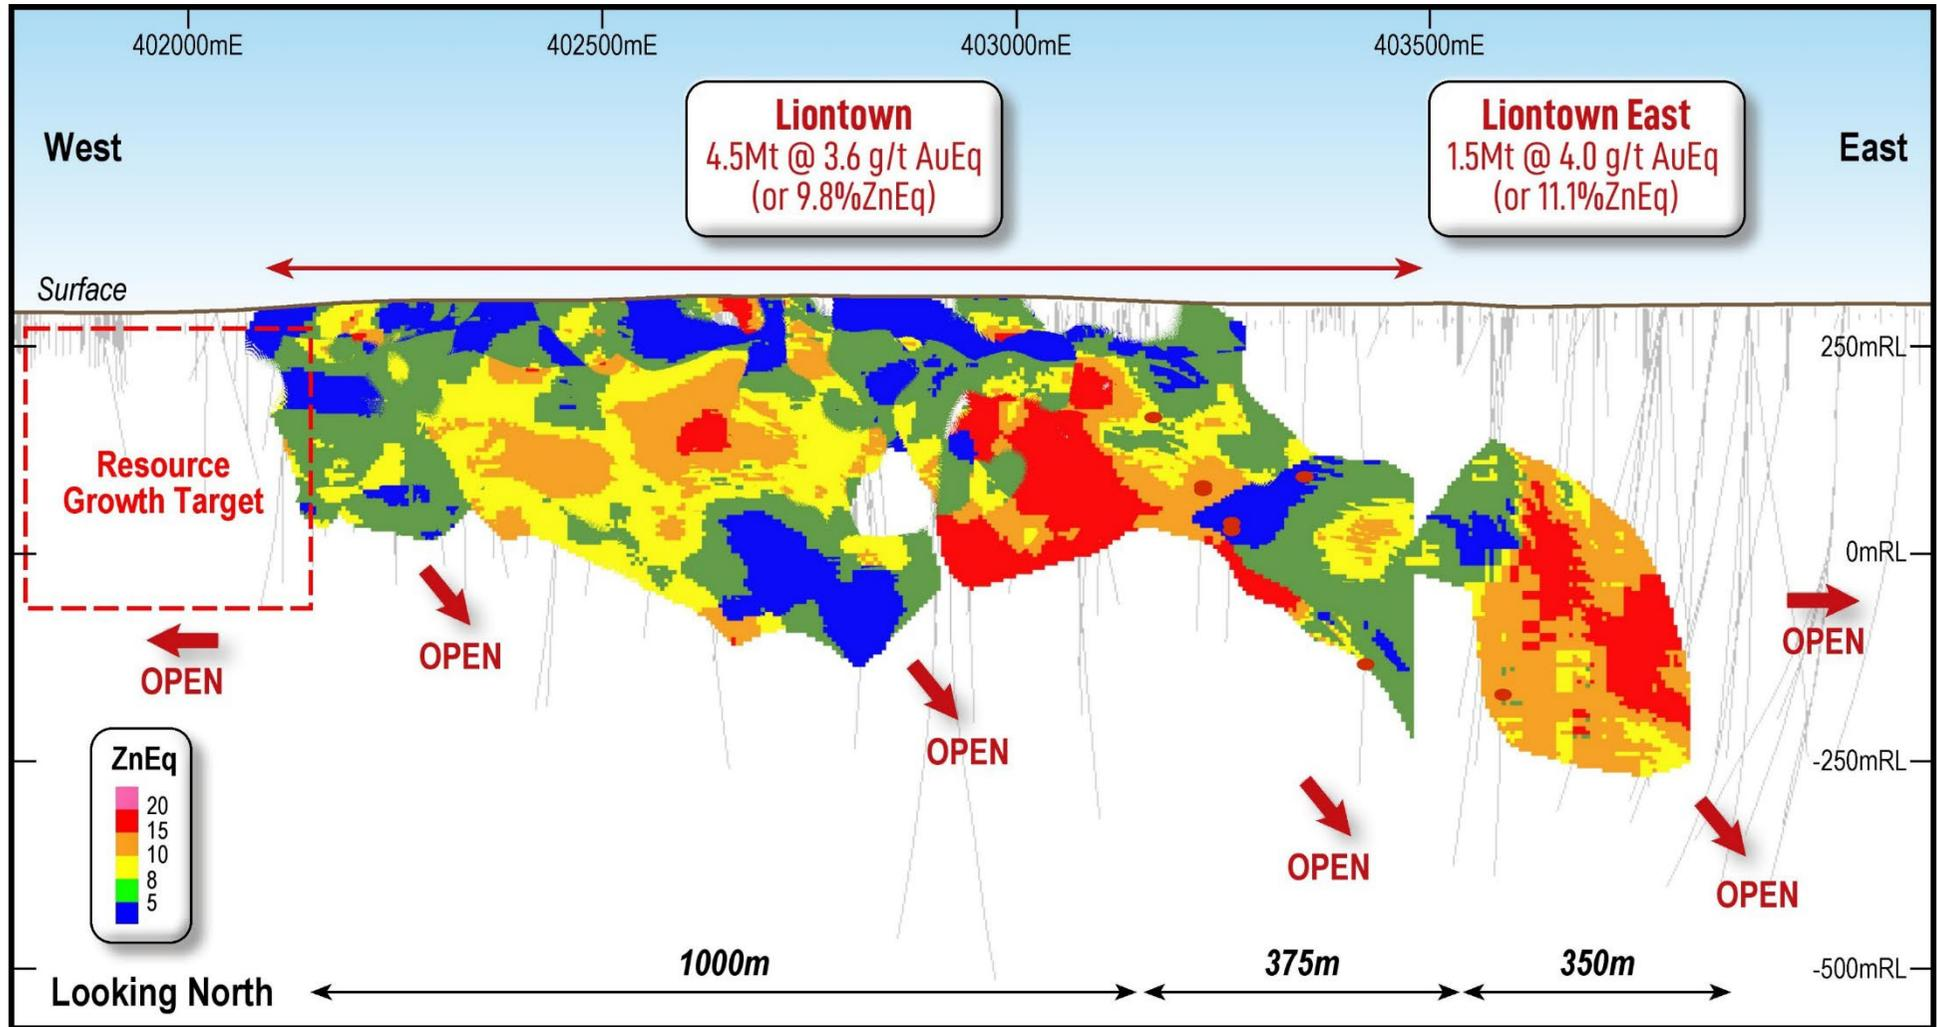 402000mE
402500mE
403000mE
403500mE
West
Liontown
4.5Mt @ 3.6 g/t AuEq
(or 9.8%ZnEq)
Liontown East
1.5Mt @ 4.0 g/t AuEq
(or 11.1%ZnEq)
East
Surface
250mRL
Resource
Growth Target
0mRL
OPEN
OPEN
OPEN
OPEN
OPEN
OPEN
-250mRL
ZnEq
20
15
10
8
5
1000m
375m
350m
-500mRL
Looking North